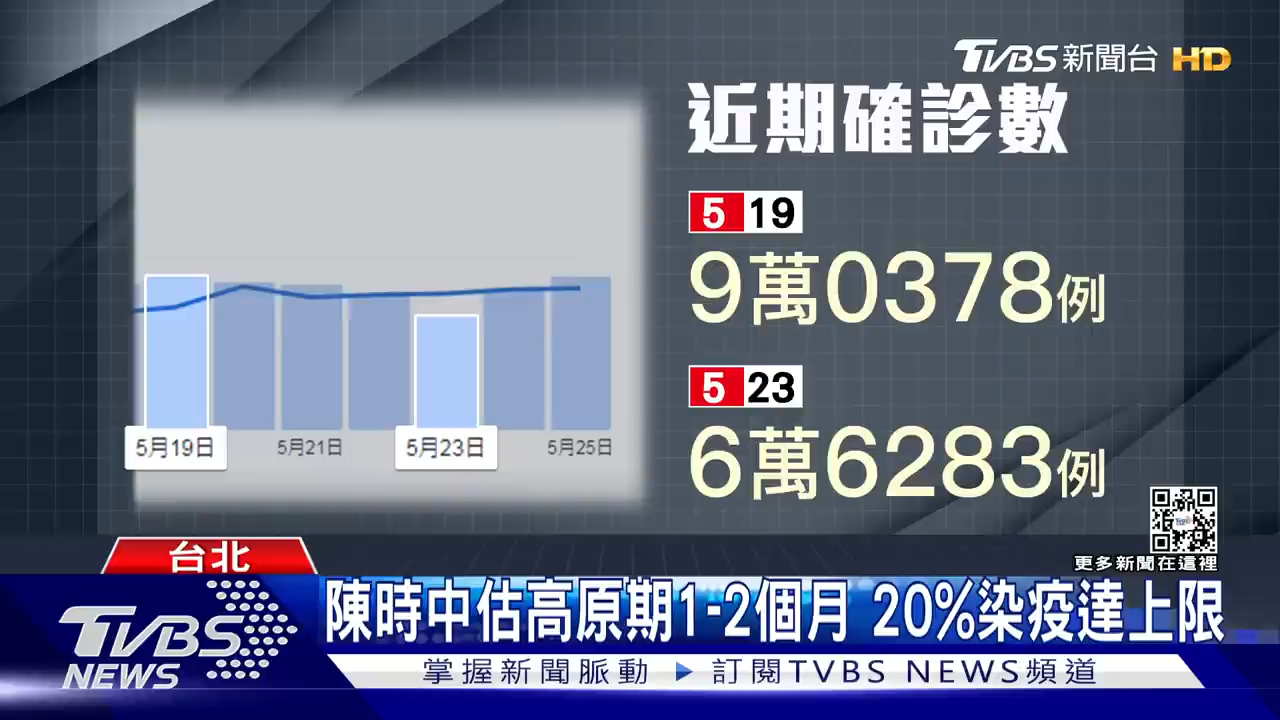 TVBS新聞台 HD
近期確診數
5 19
9萬0378例
5 23
6萬6283例
5月19日 5月21日 5月23日 5月25日
更多新聞在這裡
台北
陳時中估高原期1-2個月 20%染疫達上限
TVBS NEWS
掌握新聞脈動 ▶ 訂閱TVBS NEWS頻道